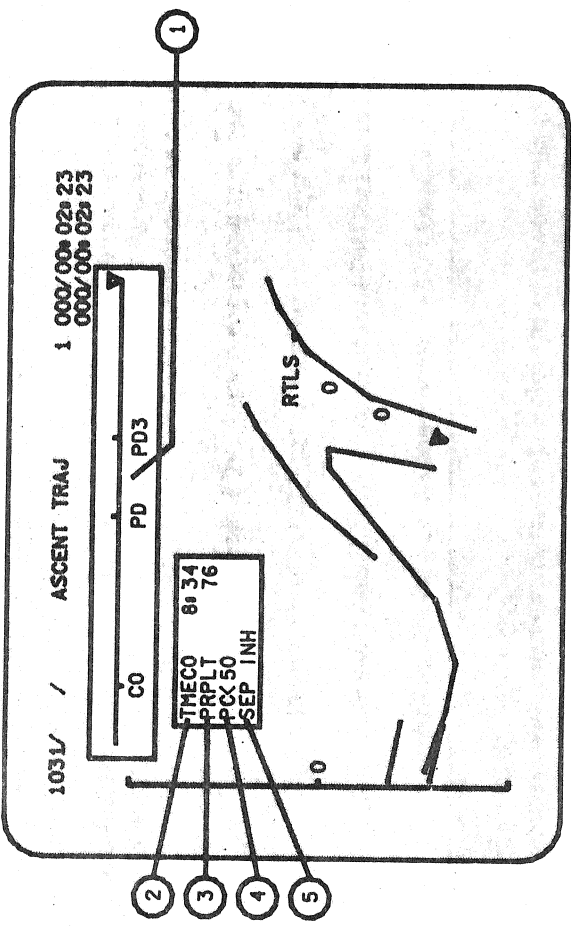 1031/ / ASCENT TRAJ 1 000/00:02:23
000/00:02:23
CO PD PD3
TMECO 8:34
PRPLT 76
PC<50
SEP INH
RTLS
O
O
O
1
2
3
4
5